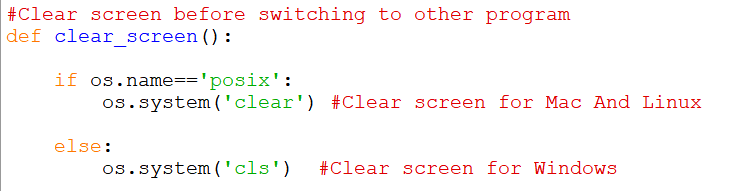 #Clear screen before switching to other program
def clear_screen():
    if os.name=='posix':
        os.system('clear') #Clear screen for Mac And Linux
    else:
        os.system('cls')  #Clear screen for Windows